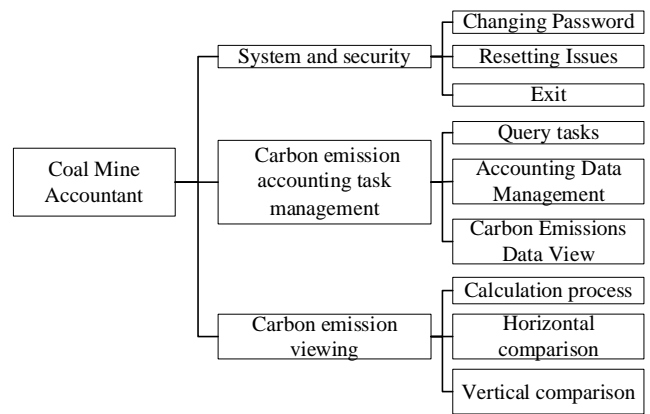 Coal Mine
Accountant
System and security
Changing Password
Resetting Issues
Exit
Carbon emission
accounting task
management
Query tasks
Accounting Data
Management
Carbon Emissions
Data View
Carbon emission
viewing
Calculation process
Horizontal
comparison
Vertical comparison